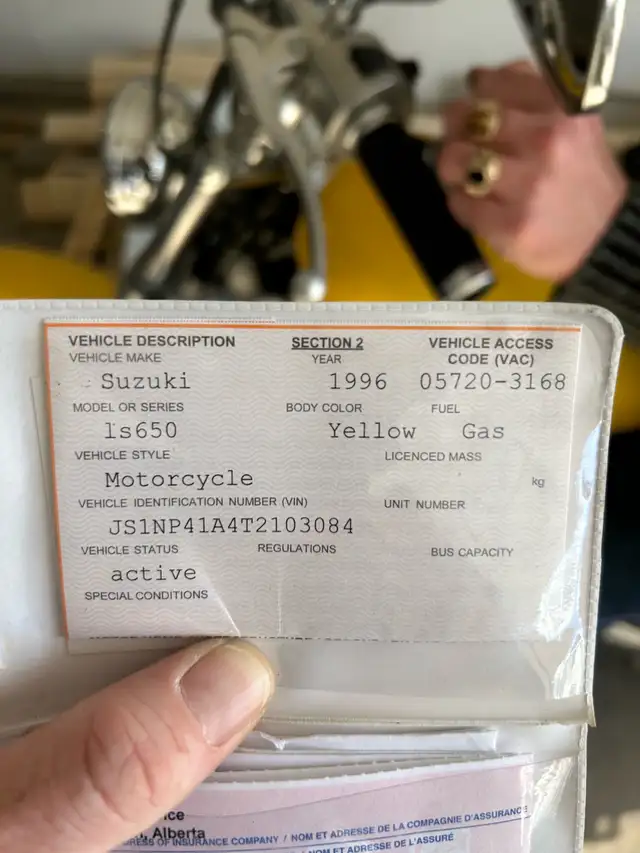 VEHICLE DESCRIPTION SECTION 2 VEHICLE ACCESS
VEHICLE MAKE YEAR CODE (VAC)
Suzuki 1996 05720-3168
MODEL OR SERIES BODY COLOR FUEL
ls650 Yellow Gas
VEHICLE STYLE LICENCED MASS
Motorcycle kg
VEHICLE IDENTIFICATION NUMBER (VIN) UNIT NUMBER
JS1NP41A4T2103084
VEHICLE STATUS REGULATIONS BUS CAPACITY
active
SPECIAL CONDITIONS
, Alberta
OF INSURANCE COMPANY / NOM ET ADRESSE DE LA COMPAGNIE D'ASSURANCE
NOM ET ADRESSE DE L'ASSURÉ